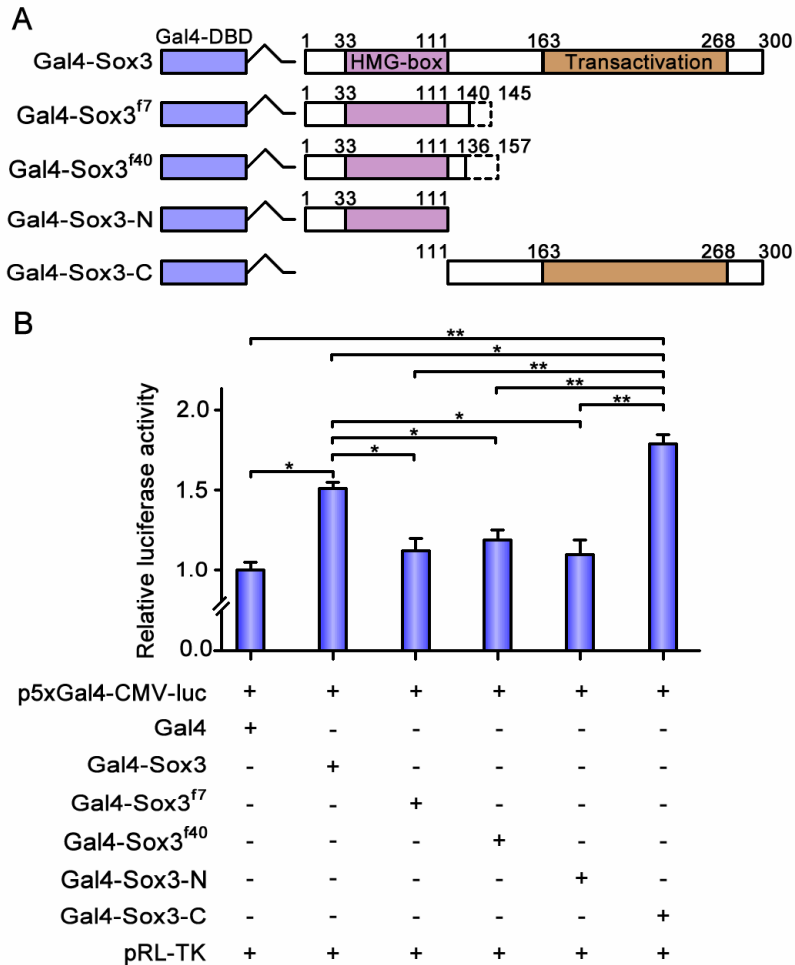 A
Gal4-DBD 1 33 111 163 268 300
Gal4-Sox3 HMG-box Transactivation
1 33 111 140 145
Gal4-Sox3f7
1 33 111 136 157
Gal4-Sox3f40
1 33 111
Gal4-Sox3-N
111 163 268 300
Gal4-Sox3-C
B
**
*
**
**
**
*
*
*
*
Relative luciferase activity
2.0
1.5
1.0
0.0
p5xGal4-CMV-luc + + + + + +
Gal4 + - - - - -
Gal4-Sox3 - + - - - -
Gal4-Sox3f7 - - + - - -
Gal4-Sox3f40 - - - + - -
Gal4-Sox3-N - - - - + -
Gal4-Sox3-C - - - - - +
pRL-TK + + + + + +